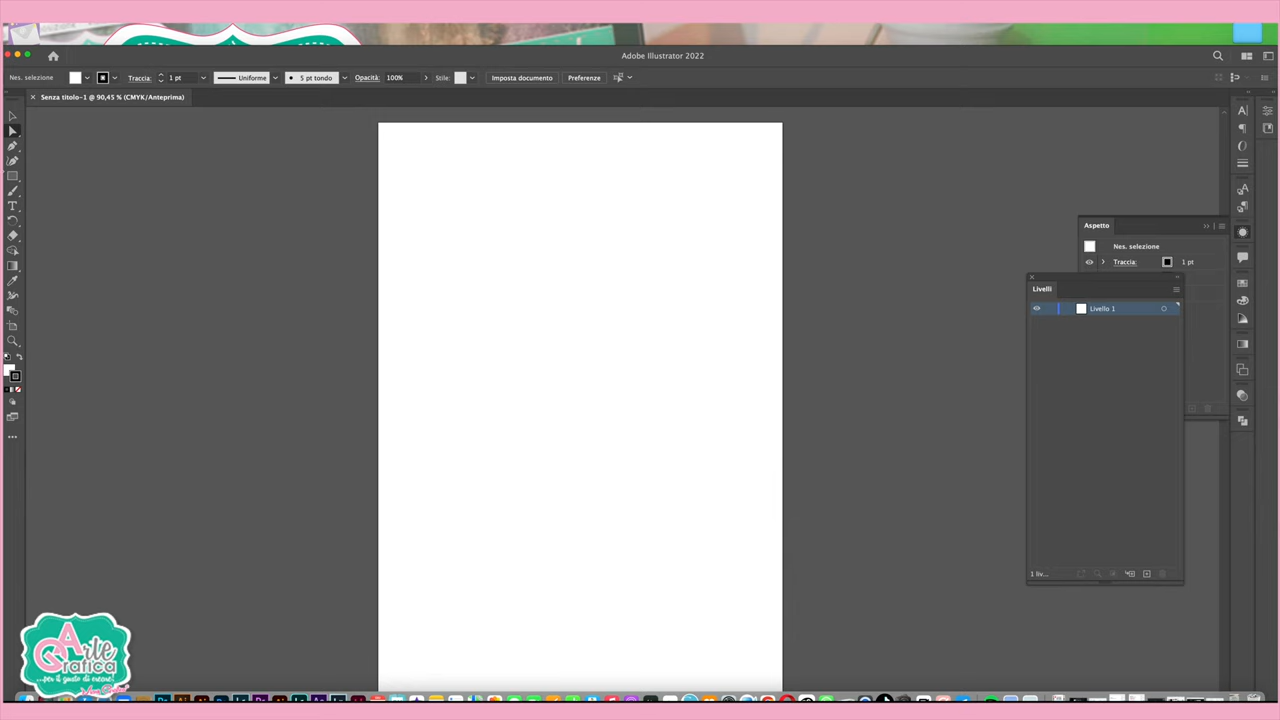 Adobe Illustrator 2022
Nes. selezione
Traccia:
1 pt
Uniforme
5 pt tondo
Opacità:
100%
Stile:
Imposta documento
Preferenze
Senza titolo-1 @ 90,45 % (CMYK/Anteprima)
Aspetto
Nes. selezione
Traccia:
1 pt
Livelli
Livello 1
1 liv...
Arte
Grafica
...per il gusto di creare!